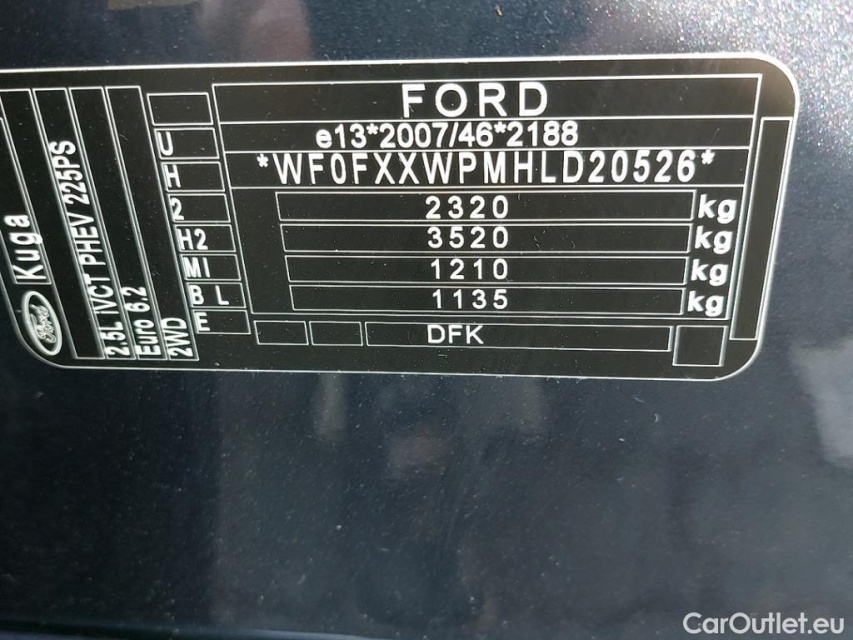 FORD
e13*2007/46*2188
*WF0FXXWPMHLD20526*
2320 kg
3520 kg
1210 kg
1135 kg
DFK
U
H
2
H2
MI
B L
E
Ford
Kuga
2.5L iVCT PHEV 225PS
Euro 6.2
2WD
CarOutlet.eu